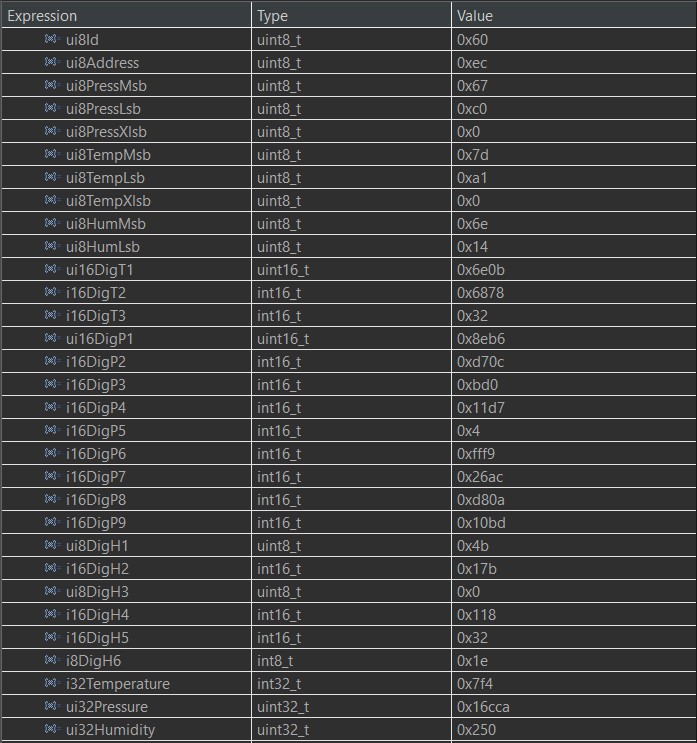 Expression Type Value
ui8Id uint8_t 0x60
ui8Address uint8_t 0xec
ui8PressMsb uint8_t 0x67
ui8PressLsb uint8_t 0xc0
ui8PressXlsb uint8_t 0x0
ui8TempMsb uint8_t 0x7d
ui8TempLsb uint8_t 0xa1
ui8TempXlsb uint8_t 0x0
ui8HumMsb uint8_t 0x6e
ui8HumLsb uint8_t 0x14
ui16DigT1 uint16_t 0x6e0b
i16DigT2 int16_t 0x6878
i16DigT3 int16_t 0x32
ui16DigP1 uint16_t 0x8eb6
i16DigP2 int16_t 0xd70c
i16DigP3 int16_t 0xbd0
i16DigP4 int16_t 0x11d7
i16DigP5 int16_t 0x4
i16DigP6 int16_t 0xfff9
i16DigP7 int16_t 0x26ac
i16DigP8 int16_t 0xd80a
i16DigP9 int16_t 0x10bd
ui8DigH1 uint8_t 0x4b
i16DigH2 int16_t 0x17b
ui8DigH3 uint8_t 0x0
i16DigH4 int16_t 0x118
i16DigH5 int16_t 0x32
i8DigH6 int8_t 0x1e
i32Temperature int32_t 0x7f4
ui32Pressure uint32_t 0x16cca
ui32Humidity uint32_t 0x250